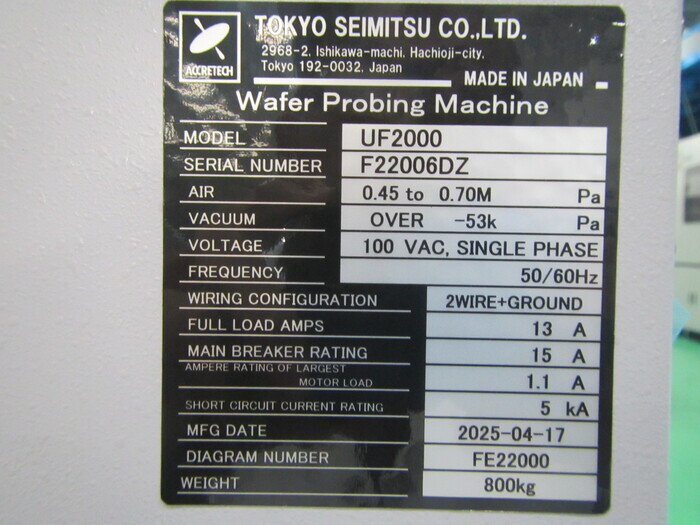 ACCRETECH
TOKYO SEIMITSU CO.,LTD.
2968-2, Ishikawa-machi, Hachioji-city,
Tokyo 192-0032, Japan
MADE IN JAPAN
Wafer Probing Machine
MODEL UF2000
SERIAL NUMBER F22006DZ
AIR 0.45 to 0.70M Pa
VACUUM OVER -53k Pa
VOLTAGE 100 VAC, SINGLE PHASE
FREQUENCY 50/60Hz
WIRING CONFIGURATION 2WIRE+GROUND
FULL LOAD AMPS 13 A
MAIN BREAKER RATING 15 A
AMPERE RATING OF LARGEST
MOTOR LOAD 1.1 A
SHORT CIRCUIT CURRENT RATING 5 kA
MFG DATE 2025-04-17
DIAGRAM NUMBER FE22000
WEIGHT 800kg